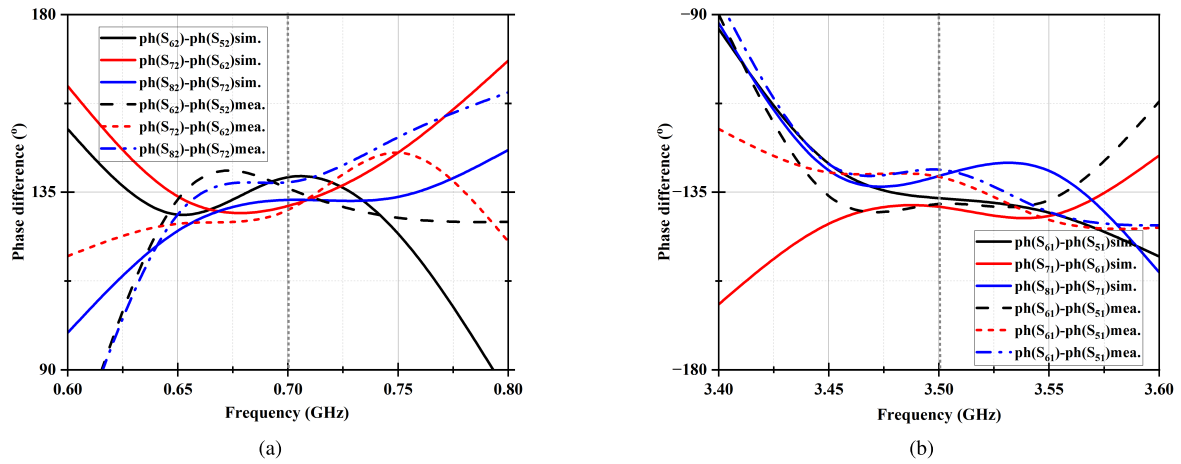 180
135
90
Phase difference (º)
ph(S62)-ph(S52)sim.
ph(S72)-ph(S62)sim.
ph(S82)-ph(S72)sim.
ph(S62)-ph(S52)mea.
ph(S72)-ph(S62)mea.
ph(S82)-ph(S72)mea.
0.60 0.65 0.70 0.75 0.80
Frequency (GHz)
(a)
−90
−135
−180
Phase difference (º)
ph(S61)-ph(S51)sim.
ph(S71)-ph(S61)sim.
ph(S81)-ph(S71)sim.
ph(S61)-ph(S51)mea.
ph(S61)-ph(S51)mea.
ph(S61)-ph(S51)mea.
3.40 3.45 3.50 3.55 3.60
Frequency (GHz)
(b)